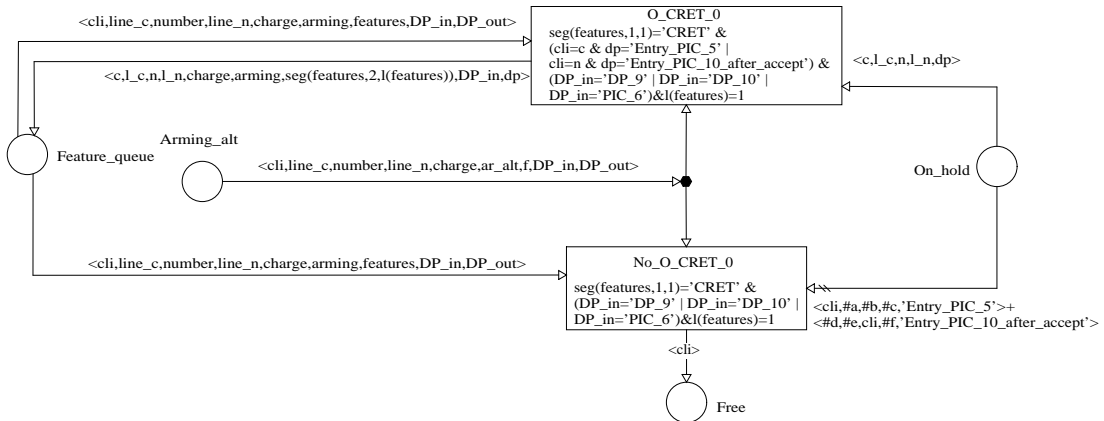 <cli,line_c,number,line_n,charge,arming,features,DP_in,DP_out>
O_CRET_0
seg(features,1,1)='CRET' &
(cli=c & dp='Entry_PIC_5' |
cli=n & dp='Entry_PIC_10_after_accept') &
(DP_in='DP_9' | DP_in='DP_10' |
DP_in='PIC_6')&l(features)=1
<c,l_c,n,l_n,charge,arming,seg(features,2,l(features)),DP_in,dp>
<c,l_c,n,l_n,dp>
Arming_alt
Feature_queue
<cli,line_c,number,line_n,charge,ar_alt,f,DP_in,DP_out>
On_hold
<cli,line_c,number,line_n,charge,arming,features,DP_in,DP_out>
No_O_CRET_0
seg(features,1,1)='CRET' &
(DP_in='DP_9' | DP_in='DP_10' |
DP_in='PIC_6')&l(features)=1
<cli,#a,#b,#c,'Entry_PIC_5'>+
<#d,#e,cli,#f,'Entry_PIC_10_after_accept'>
<cli>
Free